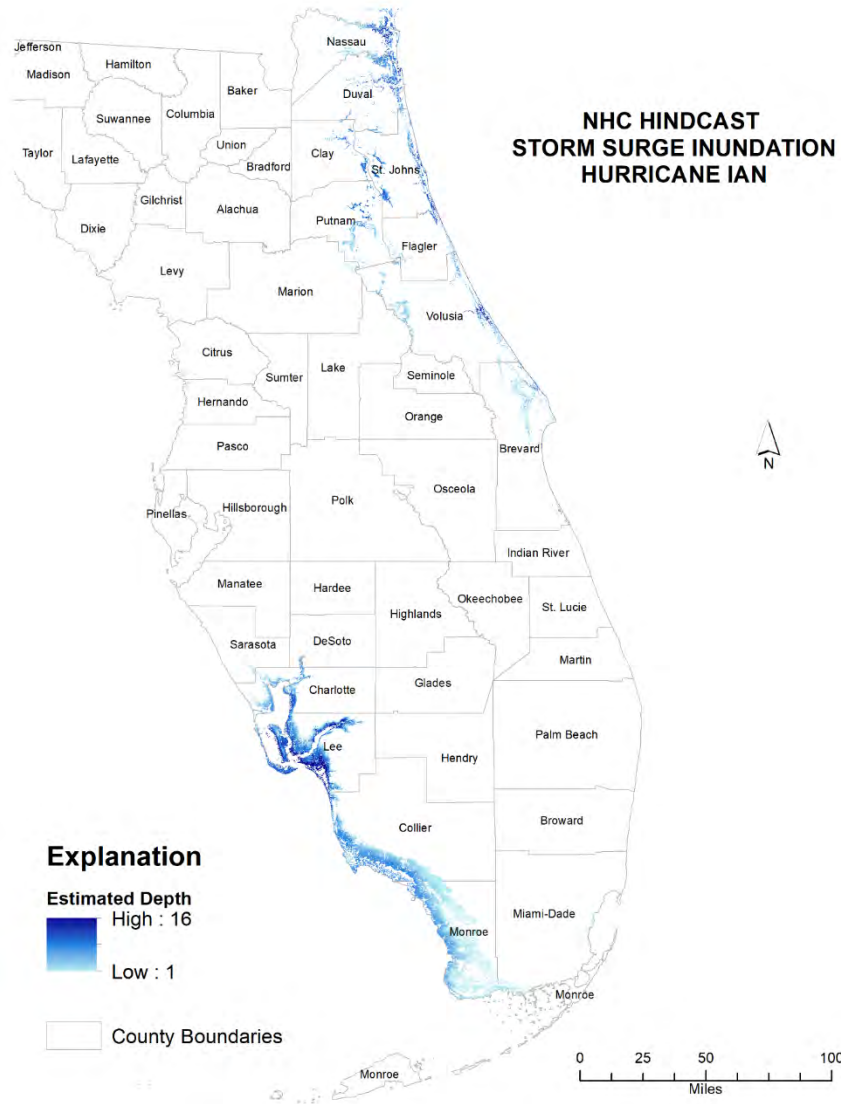 NHC HINDCAST
STORM SURGE INUNDATION
HURRICANE IAN
Jefferson
Madison
Hamilton
Nassau
Baker
Duval
Columbia
Suwannee
Taylor
Lafayette
Union
Bradford
Clay
St. Johns
Gilchrist
Alachua
Putnam
Dixie
Flagler
Levy
Marion
Volusia
Citrus
Sumter
Lake
Seminole
Hernando
Orange
Pasco
Brevard
N
Pinellas
Hillsborough
Polk
Osceola
Indian River
Manatee
Hardee
Highlands
Okeechobee
St. Lucie
Sarasota
DeSoto
Martin
Charlotte
Glades
Lee
Hendry
Palm Beach
Collier
Broward
Miami-Dade
Monroe
Monroe
Monroe
Explanation
Estimated Depth
High : 16
Low : 1
County Boundaries
0 25 50 100
Miles